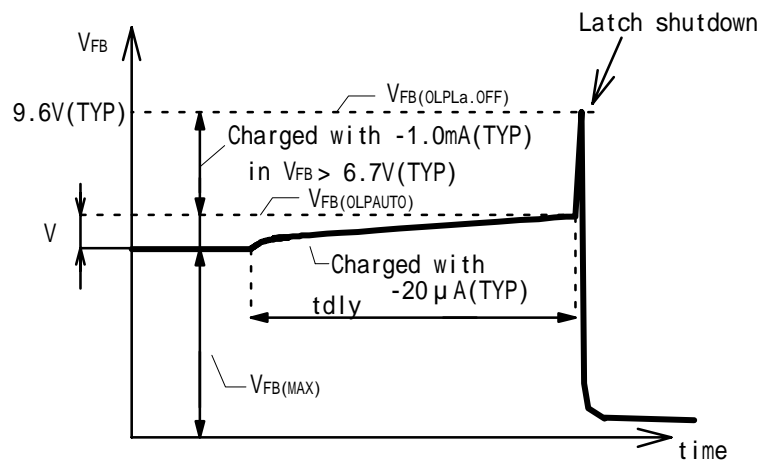 Latch shutdown
VFB
VFB(OLPLa.OFF)
9.6V(TYP)
Charged with -1.0mA(TYP)
in VFB > 6.7V(TYP)
VFB(OLPAUTO)
V
Charged with
-20μA(TYP)
tdly
VFB(MAX)
time